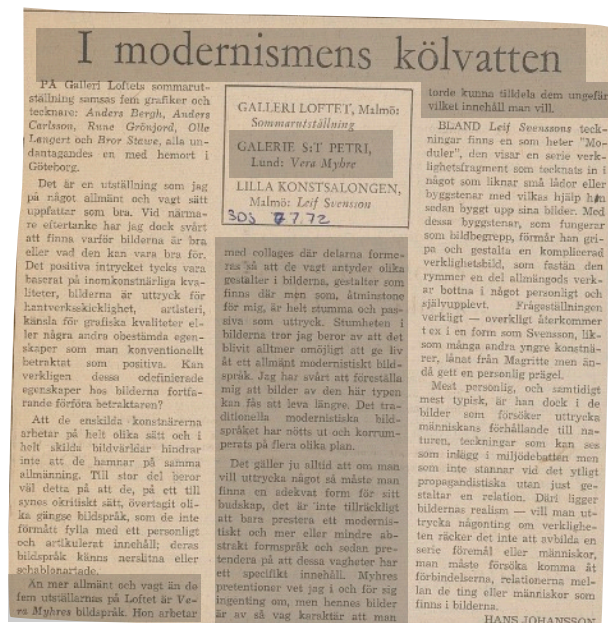 I modernismens kölvatten
PÅ Galleri Loftets sommarut-
ställning samsas fem grafiker och
tecknare: Anders Bergh, Anders
Carlsson, Rune Grönjord, Olle
Langert och Bror Stawe, alla un-
dantagandes en med hemort i
Göteborg.
Det är en utställning som jag
på något allmänt och vagt sätt
uppfattar som bra. Vid närma-
re eftertanke har jag dock svårt
att finna varför bilderna är bra
eller vad den kan vara bra för.
Det positiva intrycket tycks vara
baserat på inomkonstnärliga kva-
liteter, bilderna är uttryck för
hantverksskicklighet, artisteri,
känsla för grafiska kvaliteter el-
ler några andra obestämda egen-
skaper som man konventionellt
betraktat som positiva. Kan
verkligen dessa odefinierade
egenskaper hos bilderna fortfa-
rande förföra betraktaren?
Att de enskilda konstnärerna
arbetar på helt olika sätt och i
helt skilda bildvärldar hindrar
inte att de hamnar på samma
allmänning. Till stor del beror
väl detta på att de, på ett till
synes okritiskt sätt, övertagit oli-
ka gängse bildspråk, som de inte
förmått fylla med ett personligt
och artikulerat innehåll; deras
bildspråk känns nerslitna eller
schablonartade.
Än mer allmänt och vagt än de
fem utställarnas på Loftet är Ve-
ra Myhres bildspråk. Hon arbetar
GALLERI LOFTET, Malmö:
Sommarutställning
GALERIE S:T PETRI,
Lund: Vera Myhre
LILLA KONSTSALONGEN,
Malmö: Leif Svensson
SDS 7.7.72
med collages där delarna forme-
ras så att de vagt antyder olika
gestalter i bilderna, gestalter som
finns där men som, åtminstone
för mig, är helt stumma och pas-
siva som uttryck. Stumheten i
bilderna tror jag beror av att det
blivit alltmer omöjligt att ge liv
åt ett allmänt modernistiskt bild-
språk. Jag har svårt att föreställa
mig att bilder av den här typen
kan fås att leva längre. Det tra-
ditionella modernistiska bild-
språket har nötts ut och korrum-
perats på flera olika plan.
Det gäller ju alltid att om man
vill uttrycka något så måste man
finna en adekvat form för sitt
budskap, det är inte tillräckligt
att bara prestera ett modernis-
tiskt och mer eller mindre ab-
strakt formspråk och sedan pre-
tendera på att dessa vagheter har
ett specifikt innehåll. Myhres
pretentioner vet jag i och för sig
ingenting om, men hennes bilder
är av så vag karaktär att man
torde kunna tilldela dem ungefär
vilket innehåll man vill.
BLAND Leif Svenssons teck-
ningar finns en som heter "Mo-
duler", den visar en serie verk-
lighetsfragment som tecknats in i
något som liknar små lådor eller
byggstenar med vilkas hjälp han
sedan byggt upp sina bilder. Med
dessa byggstenar, som fungerar
som bildbegrepp, förmår han gri-
pa och gestalta en komplicerad
verklighetsbild, som fastän den
rymmer en del allmängods verk-
ar bottna i något personligt och
självupplevt. Frågeställningen
verkligt — overkligt återkommer
t ex i en form som Svensson, lik-
som många andra yngre konstnä-
rer, lånat från Magritte men än-
då gett en personlig prägel.
Mest personlig, och samtidigt
mest typisk, är han dock i de
bilder som försöker uttrycka
människans förhållande till na-
turen, teckningar som kan ses
som inlägg i miljödebatten men
som inte stannar vid det ytligt
propagandistiska utan just ge-
staltar en relation. Däri ligger
bildernas realism — vill man ut-
trycka någonting om verklighe-
ten räcker det inte att avbilda en
serie föremål eller människor,
man måste försöka komma åt
förbindelserna, relationerna mel-
lan de ting eller människor som
finns i bilderna.
HANS JOHANSSON